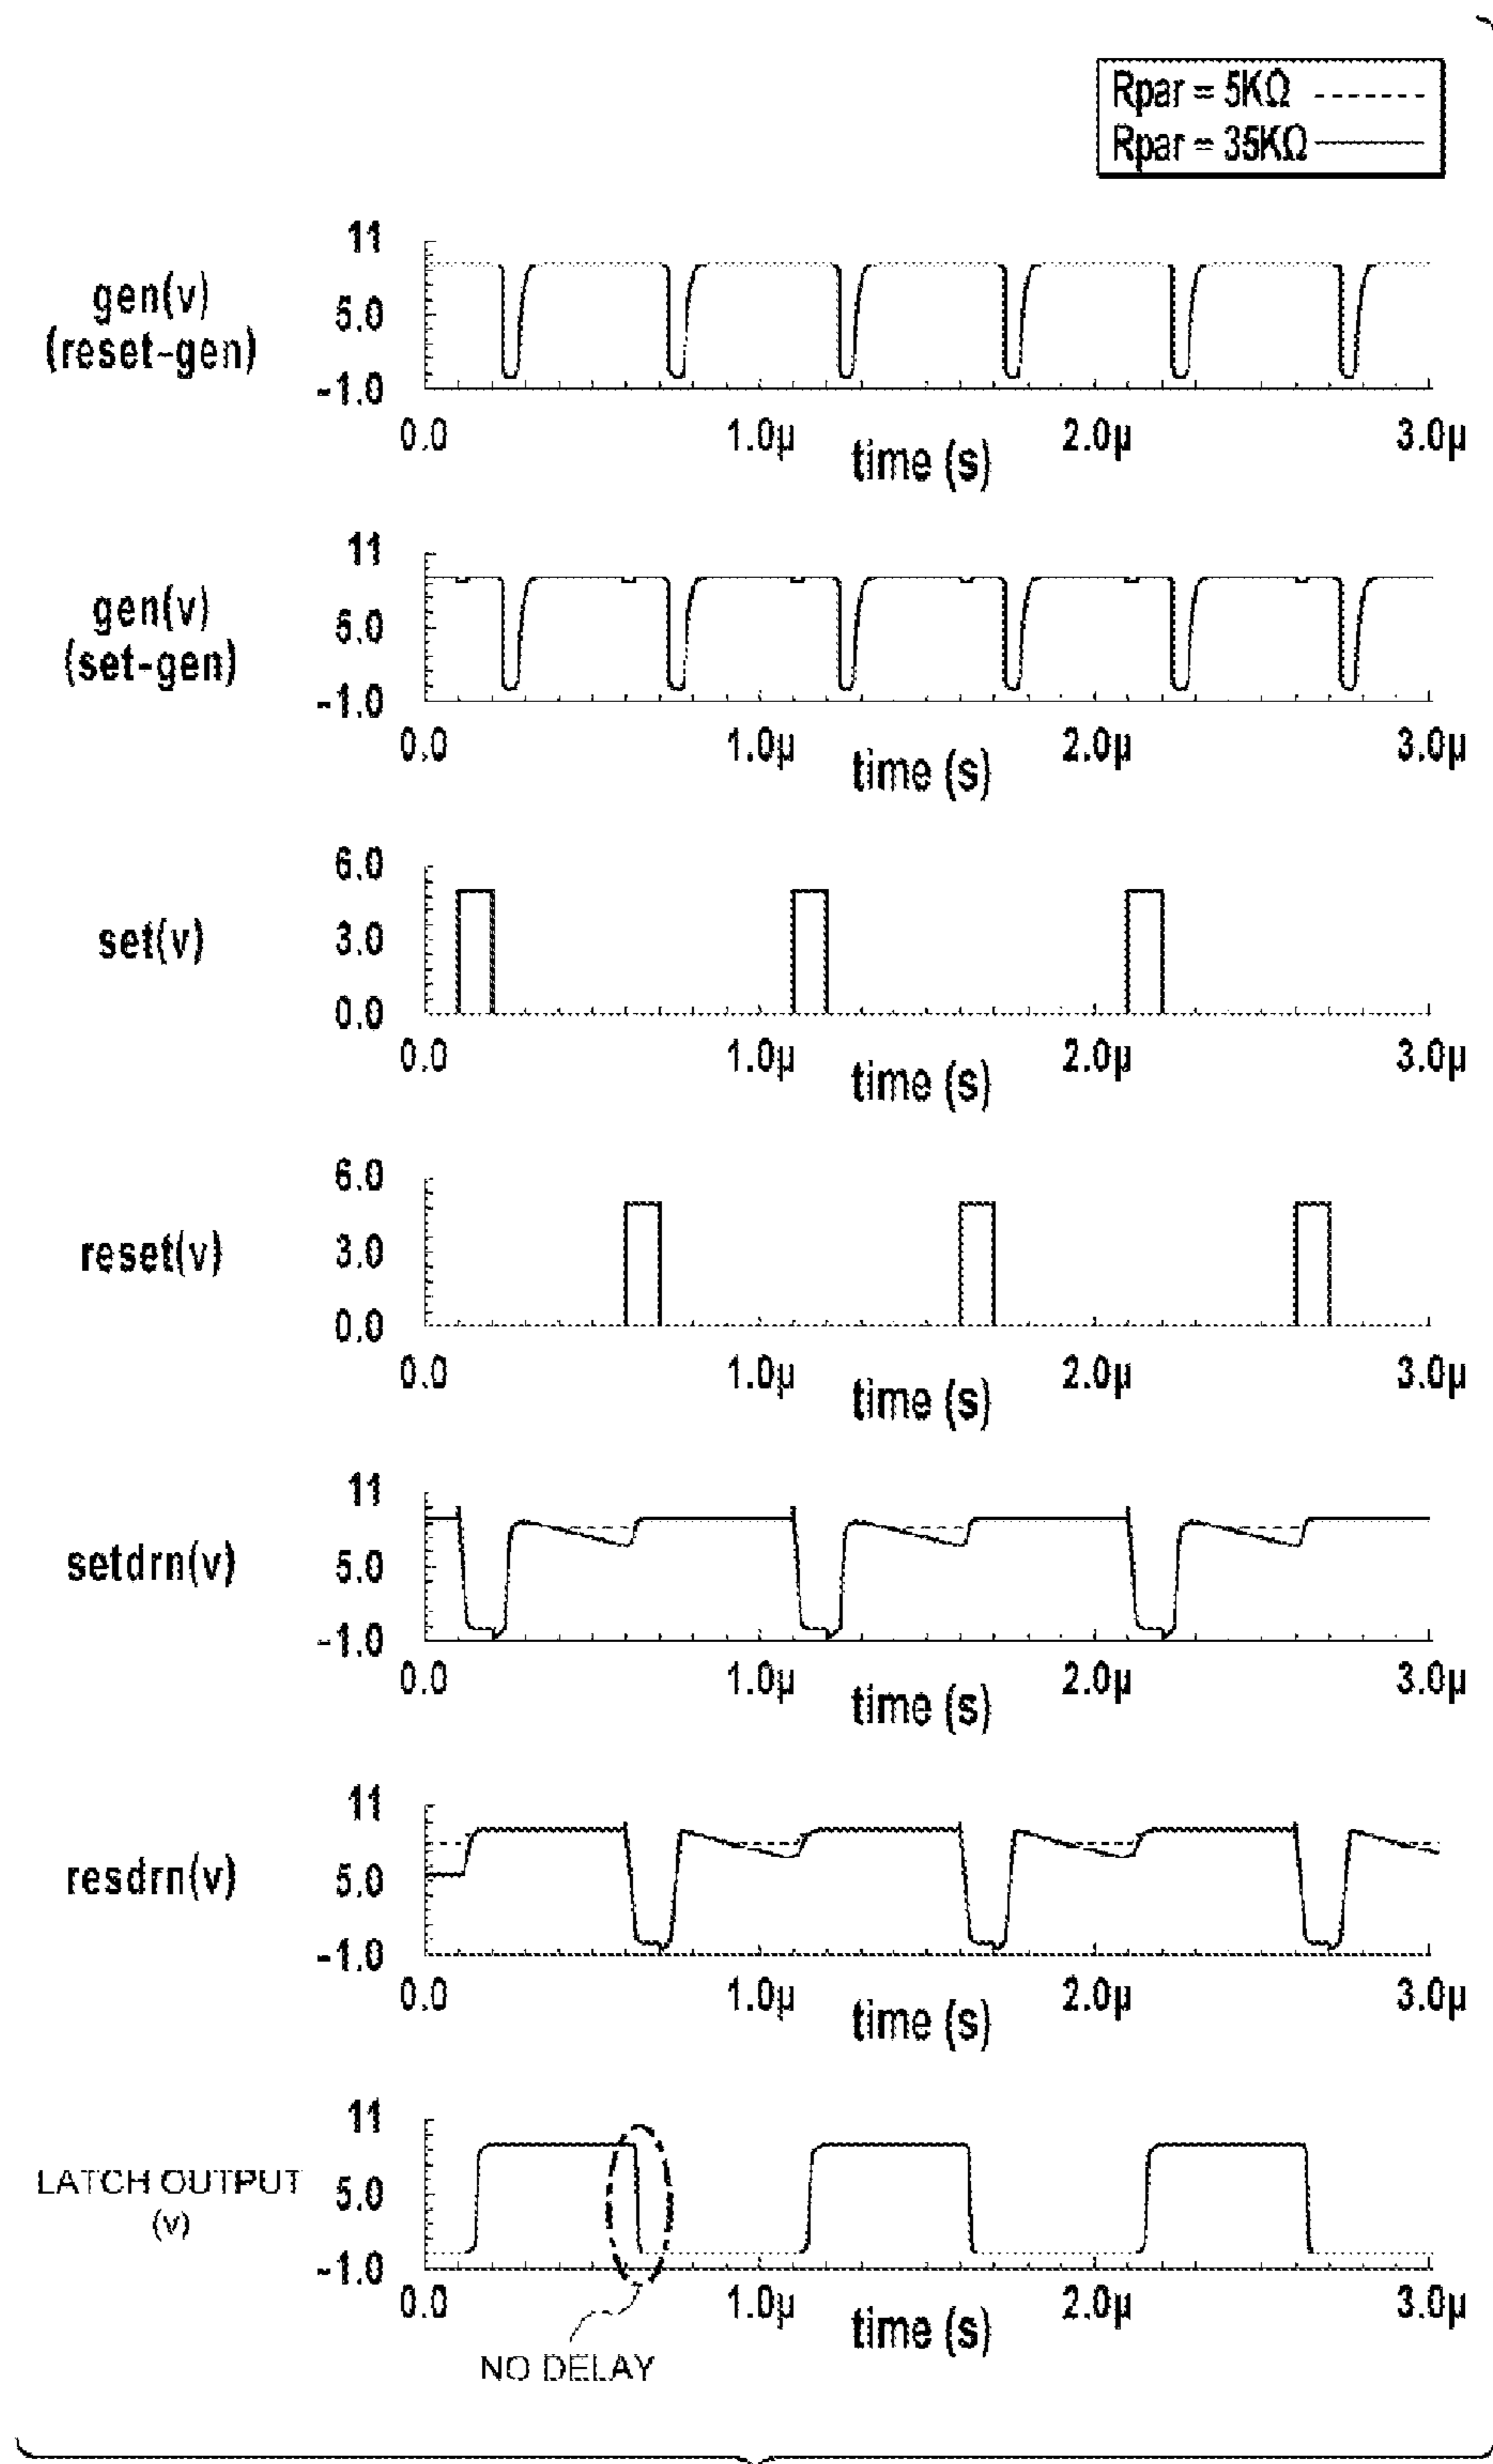 Rpar = 5KΩ
Rpar = 35KΩ
gen(v)
(reset-gen)
11
5.0
-1.0
0.0 1.0μ 2.0μ 3.0μ
time (s)
gen(v)
(set-gen)
11
5.0
-1.0
0.0 1.0μ 2.0μ 3.0μ
time (s)
set(v)
6.0
3.0
0.0
0.0 1.0μ 2.0μ 3.0μ
time (s)
reset(v)
6.0
3.0
0.0
0.0 1.0μ 2.0μ 3.0μ
time (s)
setdrn(v)
11
5.0
-1.0
0.0 1.0μ 2.0μ 3.0μ
time (s)
resdrn(v)
11
5.0
-1.0
0.0 1.0μ 2.0μ 3.0μ
time (s)
LATCH OUTPUT
(v)
11
5.0
-1.0
0.0 1.0μ 2.0μ 3.0μ
time (s)
NO DELAY